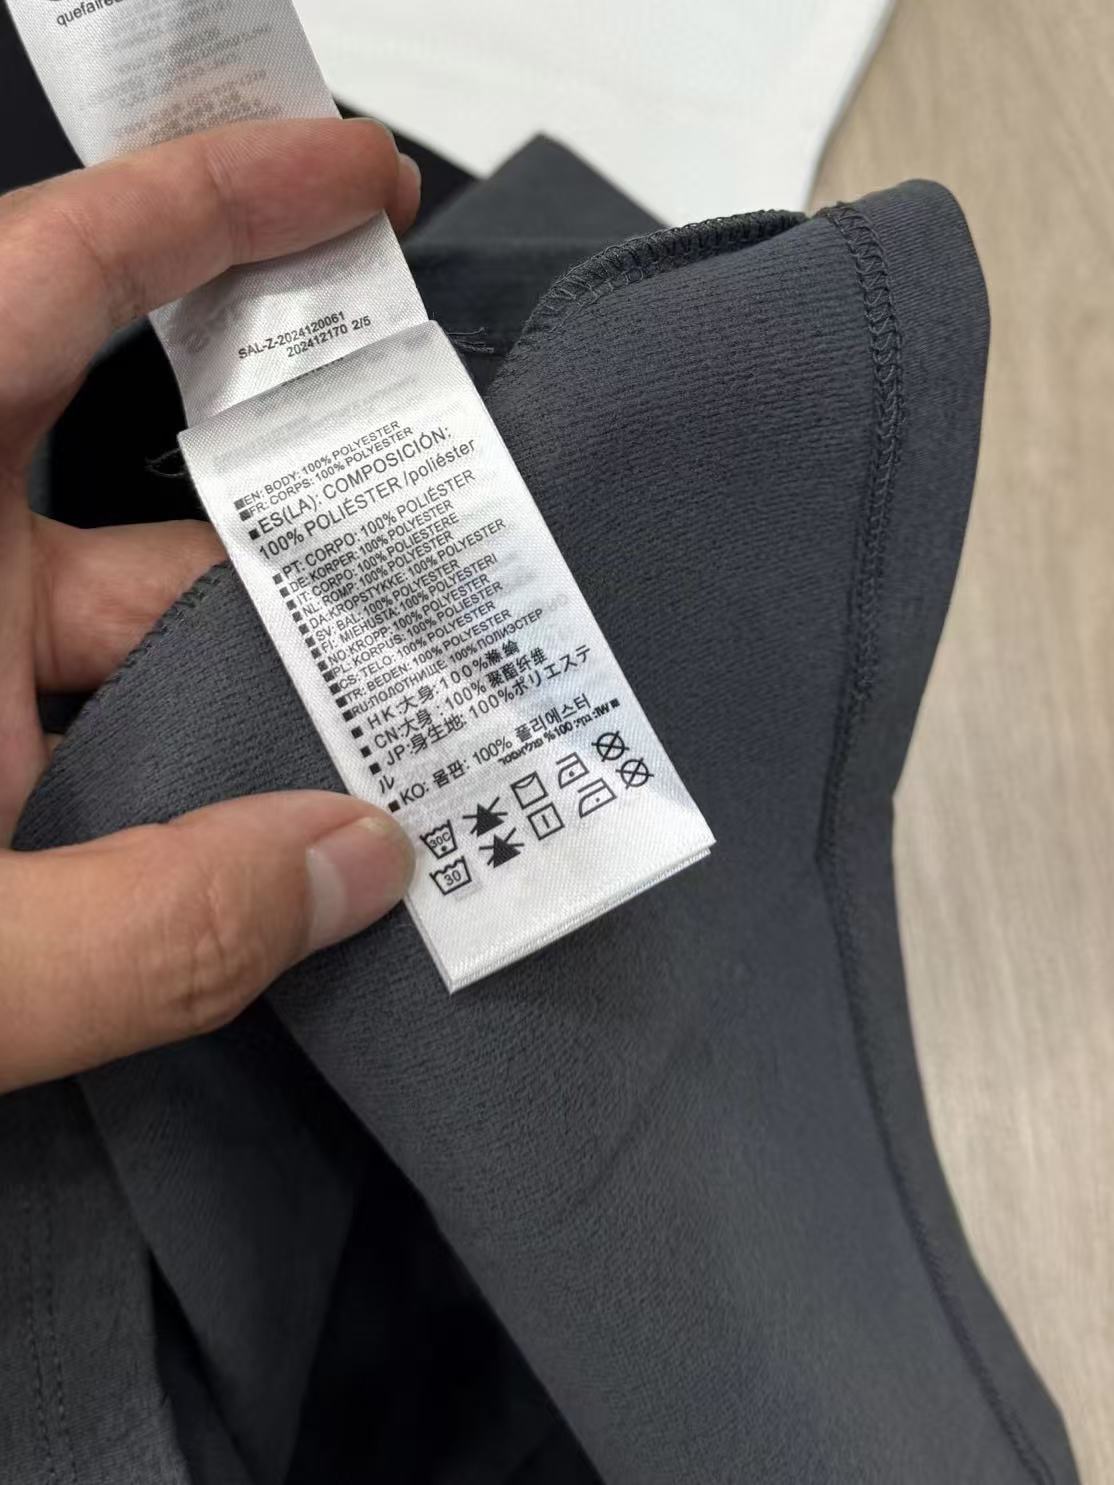 SAL-Z-2024120061
202412170 2/5
■EN: BODY: 100% POLYESTER
■FR: CORPS: 100% POLYESTER
■ES(LA): COMPOSICIÓN:
100% POLIÉSTER /poliéster
■PT: CORPO: 100% POLIÉSTER
■DE:KORPER: 100% POLYESTER
■IT: CORPO: 100% POLIESTERE
■NL:ROMP: 100% POLYESTER
■DA:KROPSTYKKE: 100% POLYESTER
■SV: BAL: 100% POLYESTER
■FI: MIEHUSTA: 100% POLYESTERI
■NO:KROPP: 100% POLYESTER
■PL: KORPUS: 100% POLIESTER
■CS: TELO: 100% POLYESTER
■TR: BEDEN: 100% POLYESTER
■RU:ПОЛОТНИЩЕ: 100% ПОЛИЭСТЕР
■HK:大身: 100%滌綸
■CN:大身: 100% 聚酯纤维
■JP:身生地: 100%ポリエステ
ル
■KO: 몸판: 100% 폴리에스터
■IW: גוף: 100% פוליאסטר
30C
30